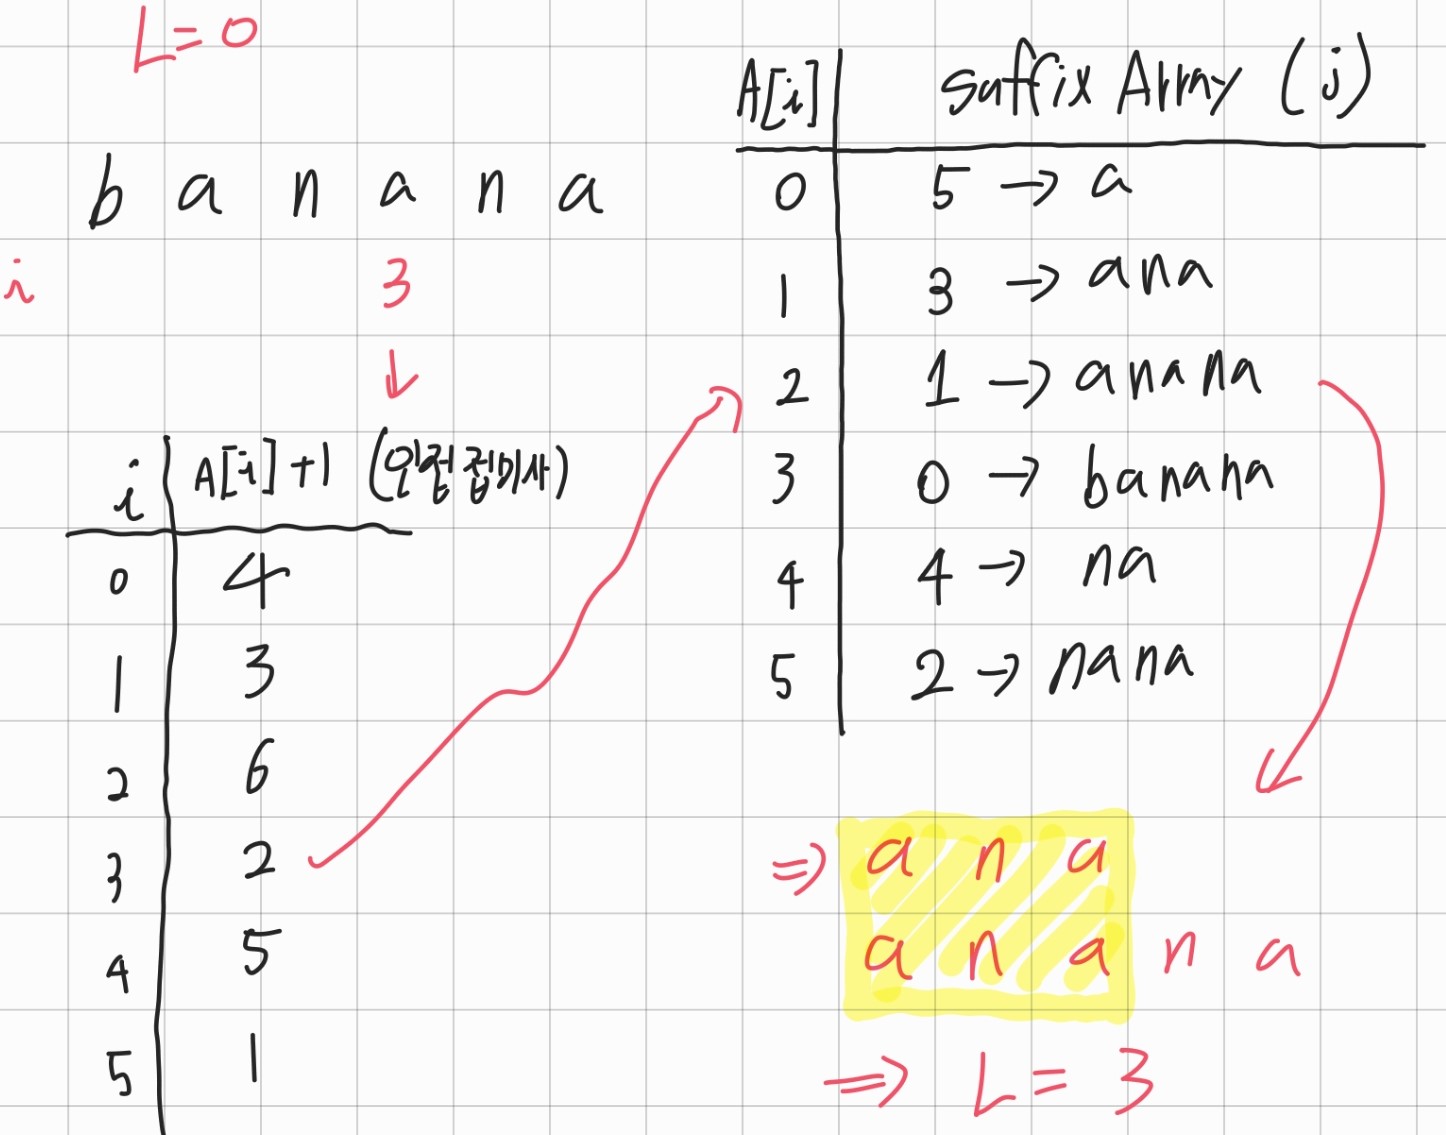 L=0
b a n a n a
i 3
↓
i A[i]+1 (인접 접미사)
0 4
1 3
2 6
3 2
4 5
5 1
A[i] Suffix Array (j)
0 5 → a
1 3 → ana
2 1 → anana
3 0 → banana
4 4 → na
5 2 → nana
⇒ a n a
a n a n a
⇒ L = 3